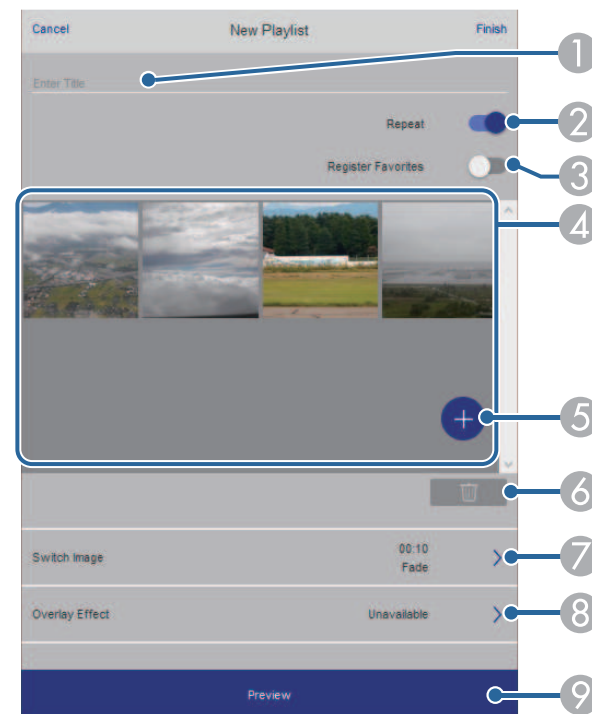 Cancel New Playlist Finish
1
Enter Title
Repeat 2
Register Favorites 3
4
+ 5
6
00:10
Switch Image 7
Fade
Overlay Effect Unavailable 8
Preview 9